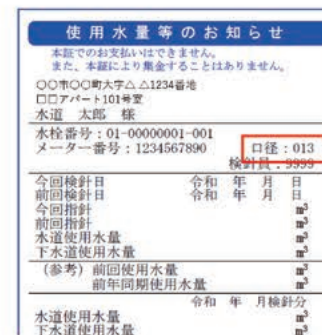 使用水量等のお知らせ
本証でのお支払いはできません。
また、本証により集金することはありません。
〇〇市〇〇町大字△△1234番地
□□アパート101号室
水道 太郎 様
水栓番号：01-00000001-001
メーター番号：1234567890 口径：013
検針員：9999
今回検針日 令和 年 月 日
前回検針日 令和 年 月 日
今回指針 m³
前回指針 m³
水道使用水量 m³
下水道使用水量 m³
(参考) 前回使用水量 m³
前年同期使用水量 m³
令和 年 月検針分
水道使用水量 m³
下水道使用水量 m³